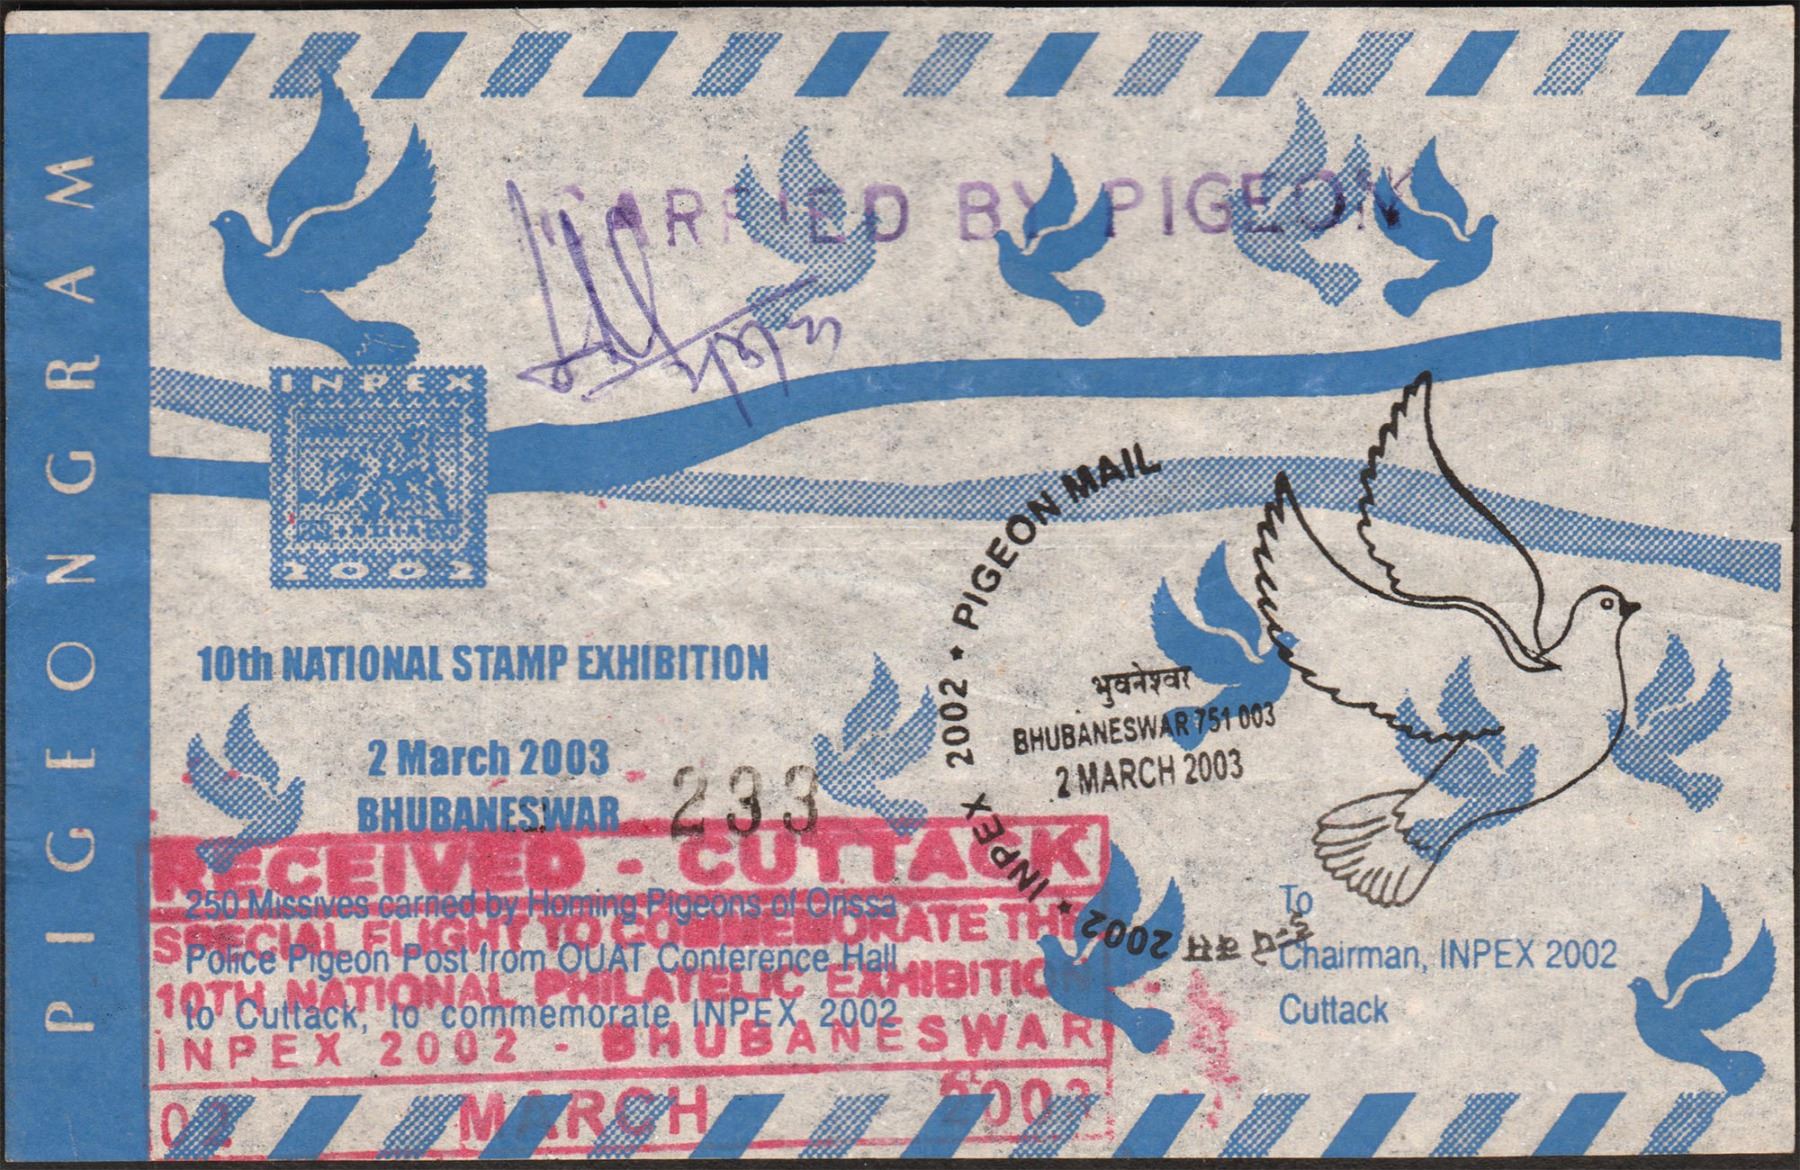 PIGEONGRAM
CARRIED BY PIGEON
INPEX
2002
PIGEON MAIL
10th NATIONAL STAMP EXHIBITION
2 March 2003
BHUBANESWAR
233
भुवनेश्वर
BHUBANESWAR 751 003
2 MARCH 2003
INPEX 2002
RECEIVED - CUTTACK
SPECIAL FLIGHT TO COMMEMORATE THE
10TH NATIONAL PHILATELIC EXHIBITION
INPEX 2002 - BHUBANESWAR
02 MARCH 2003
250 Missives carried by Homing Pigeons of Orissa
Police Pigeon Post from OUAT Conference Hall
to Cuttack, to commemorate INPEX 2002
To
Chairman, INPEX 2002
Cuttack
2002